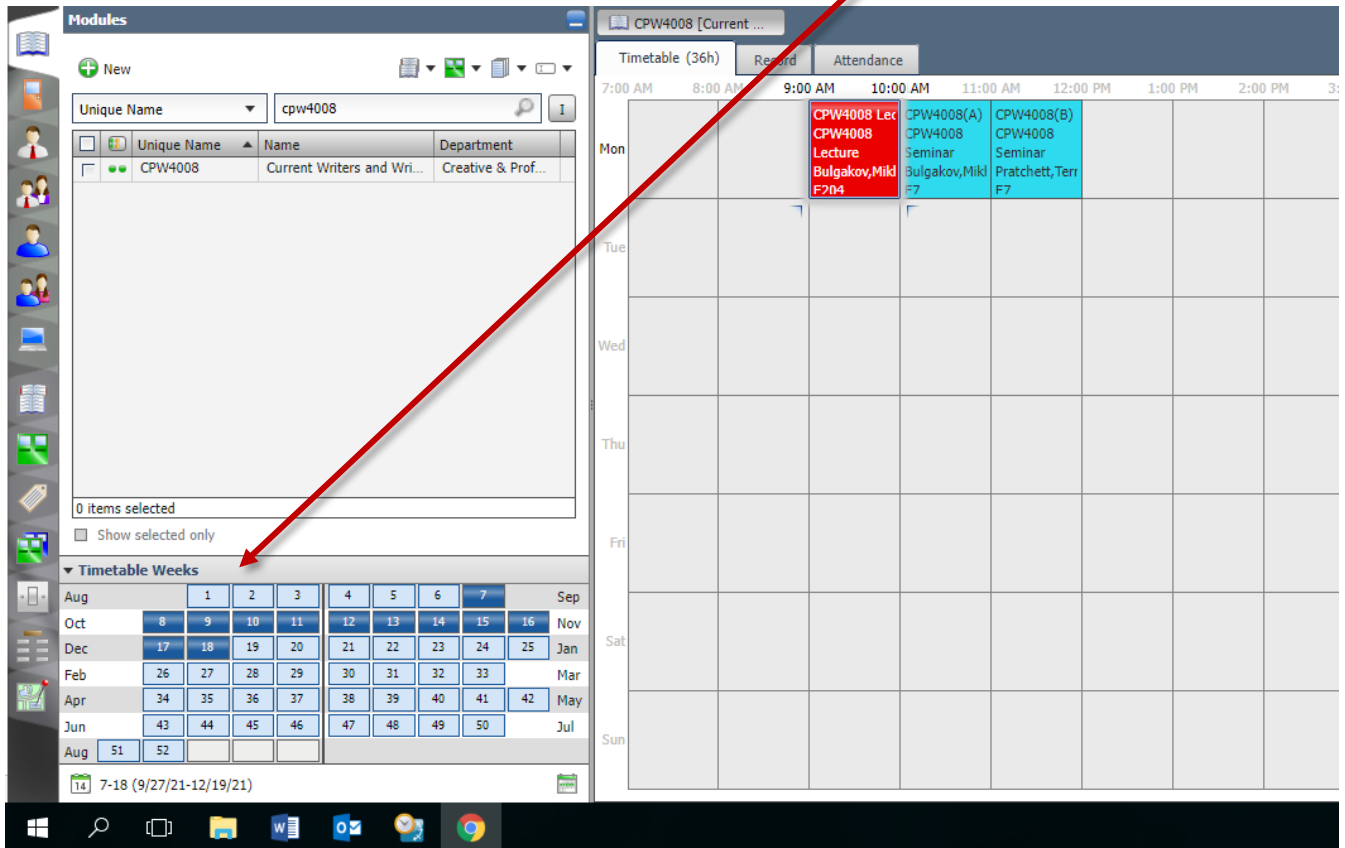 Modules
New
Unique Name
cpw4008
I
Unique Name
Name
Department
CPW4008
Current Writers and Wri...
Creative & Prof...
0 items selected
Show selected only
Timetable Weeks
Aug 1 2 3 4 5 6 7 Sep
Oct 8 9 10 11 12 13 14 15 16 Nov
Dec 17 18 19 20 21 22 23 24 25 Jan
Feb 26 27 28 29 30 31 32 33 Mar
Apr 34 35 36 37 38 39 40 41 42 May
Jun 43 44 45 46 47 48 49 50 Jul
Aug 51 52
14 7-18 (9/27/21-12/19/21)
CPW4008 [Current ...
Timetable (36h) Record Attendance
7:00 AM 8:00 AM 9:00 AM 10:00 AM 11:00 AM 12:00 PM 1:00 PM 2:00 PM 3:
Mon
CPW4008 Lec
CPW4008
Lecture
Bulgakov,Mikl
F204
CPW4008(A)
CPW4008
Seminar
Bulgakov,Mikl
F7
CPW4008(B)
CPW4008
Seminar
Pratchett,Terr
F7
Tue
Wed
Thu
Fri
Sat
Sun